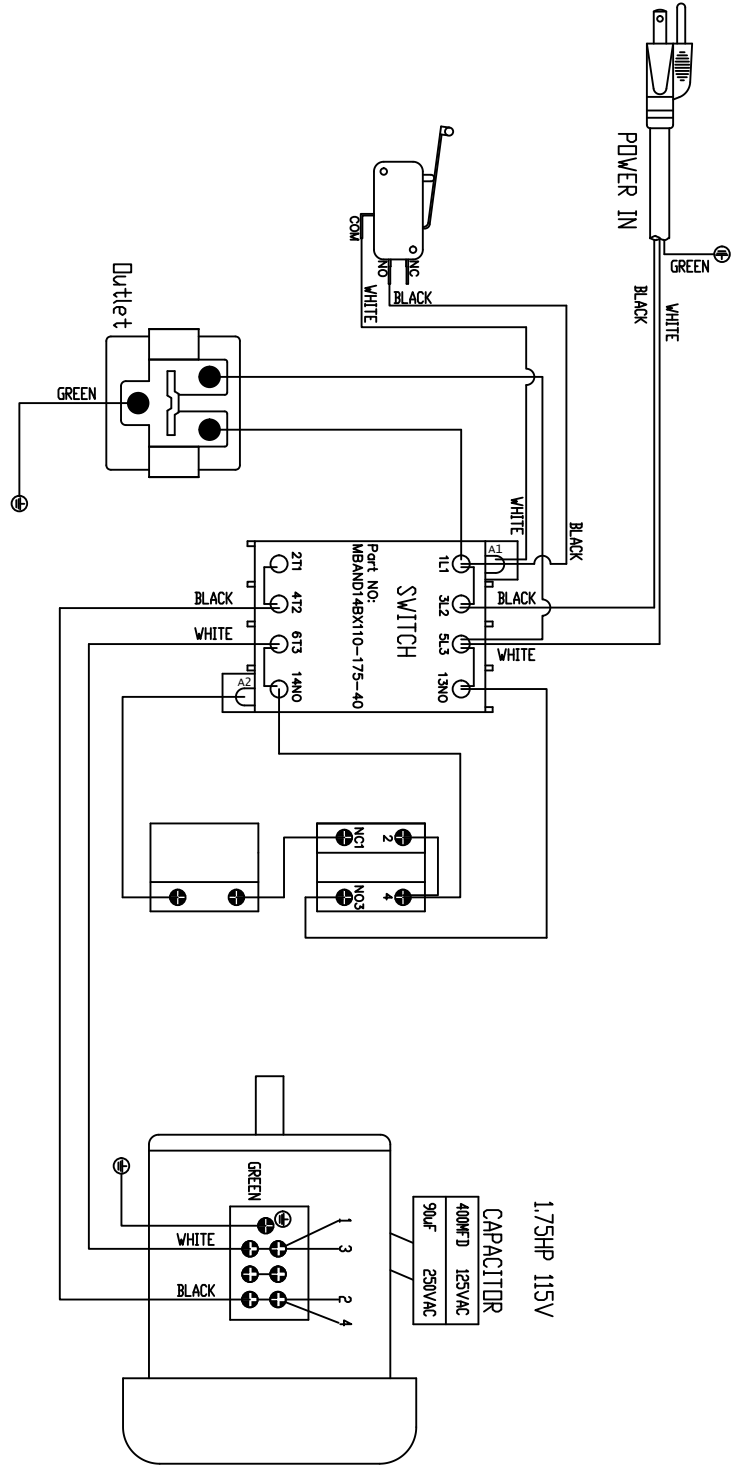 POWER IN
GREEN
BLACK
WHITE
COM
NO
NC
WHITE
BLACK
Outlet
GREEN
WHITE
BLACK
A1
1L1
3L2
5L3
13NO
BLACK
WHITE
SWITCH
Part NO:
MBAND14BX110-175-40
2T1
4T2
6T3
14NO
A2
BLACK
WHITE
NC1
2
NO3
4
1.75HP 115V
CAPACITOR
400MFD 125VAC
90uF 250VAC
GREEN
WHITE
BLACK
1
3
2
4